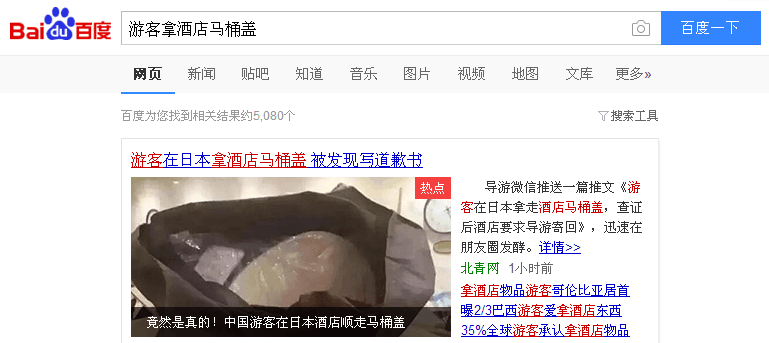 Bai du 百度
游客拿酒店马桶盖
百度一下
网页 新闻 贴吧 知道 音乐 图片 视频 地图 文库 更多»
百度为您找到相关结果约5,080个
搜索工具
游客在日本拿酒店马桶盖 被发现写道歉书
热点
竟然是真的！中国游客在日本酒店顺走马桶盖
导游微信推送一篇推文《游
客在日本拿走酒店马桶盖，查证
后酒店要求导游寄回》，迅速在
朋友圈发酵。详情>>
北青网 1小时前
拿酒店物品游客哥伦比亚居首
曝2/3巴西游客爱拿酒店东西
35%全球游客承认拿酒店物品